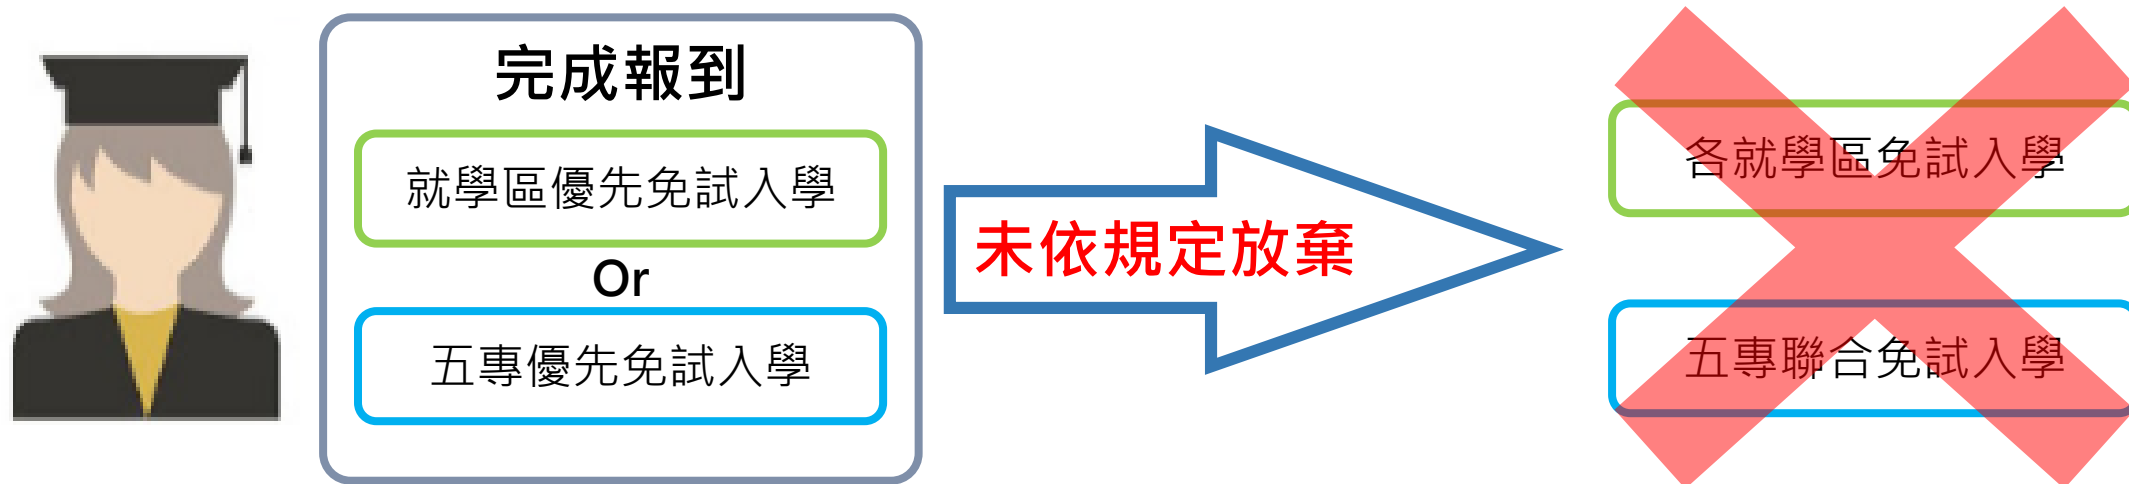 完成報到
就學區優先免試入學
Or
五專優先免試入學
未依規定放棄
各就學區免試入學
五專聯合免試入學